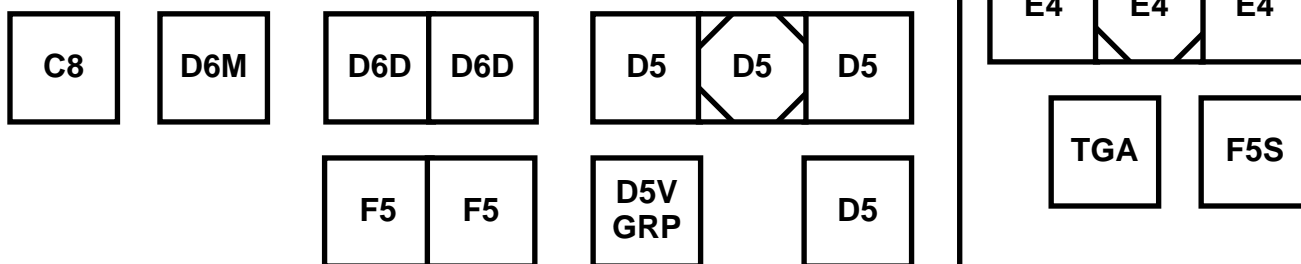 E4 E4 E4
C8 D6M D6D D6D D5 D5 D5
TGA F5S
F5 F5 D5V
GRP D5